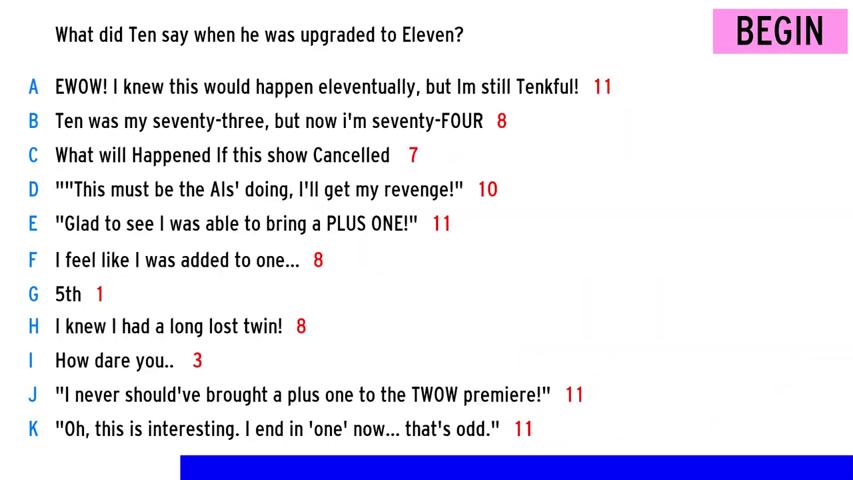 What did Ten say when he was upgraded to Eleven?
BEGIN
A EWOW! I knew this would happen eleventually, but Im still Tenkful! 11
B Ten was my seventy-three, but now i'm seventy-FOUR 8
C What will Happened If this show Cancelled 7
D ""This must be the AIs' doing, I'll get my revenge!" 10
E "Glad to see I was able to bring a PLUS ONE!" 11
F I feel like I was added to one... 8
G 5th 1
H I knew I had a long lost twin! 8
I How dare you.. 3
J "I never should've brought a plus one to the TWOW premiere!" 11
K "Oh, this is interesting. I end in 'one' now... that's odd." 11